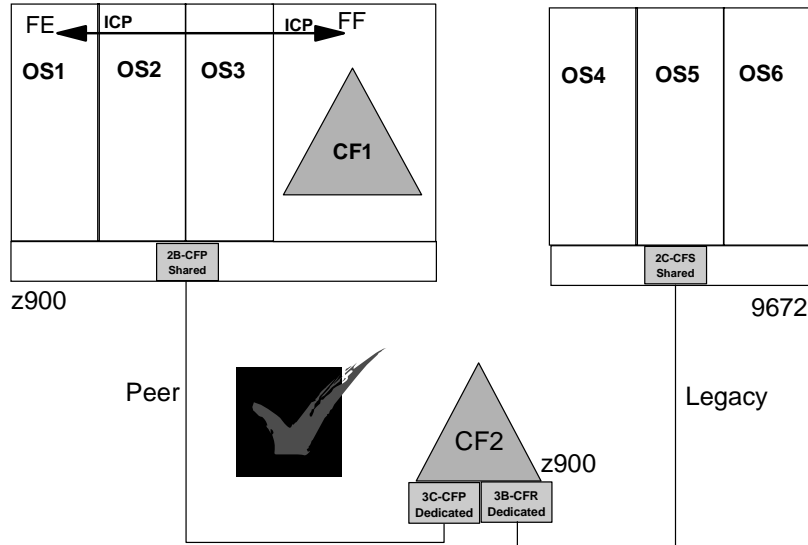 FE
ICP
ICP
FF
OS1
OS2
OS3
CF1
2B-CFP
Shared
z900
OS4
OS5
OS6
2C-CFS
Shared
9672
Peer
Legacy
CF2
z900
3C-CFP
Dedicated
3B-CFR
Dedicated